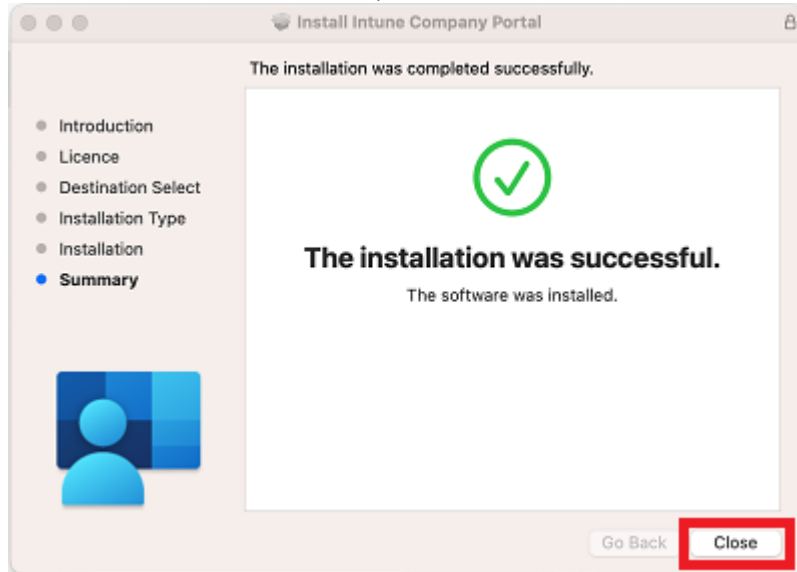 Install Intune Company Portal
The installation was completed successfully.
Introduction
Licence
Destination Select
Installation Type
Installation
Summary
The installation was successful.
The software was installed.
Go Back
Close